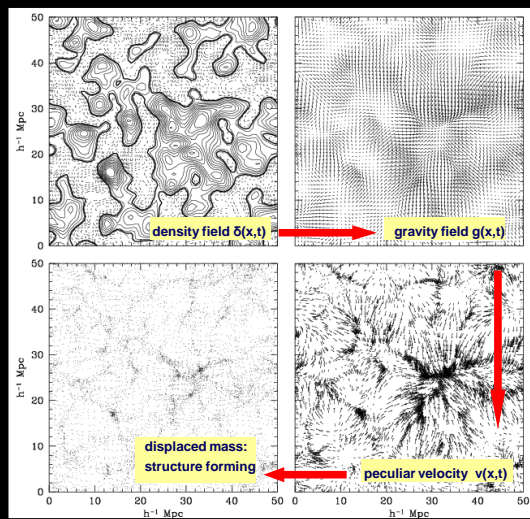 50
40
30
20
10
0
h⁻¹ Mpc
density field δ(x,t)
gravity field g(x,t)
50
40
30
20
10
0
h⁻¹ Mpc
0 10 20 30 40 50
h⁻¹ Mpc
displaced mass:
structure forming
peculiar velocity v(x,t)
0 10 20 30 40 50
h⁻¹ Mpc